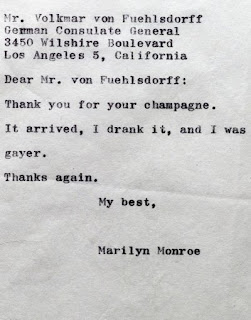 Mr. Volkmar von Fuehlsdorff
German Consulate General
3450 Wilshire Boulevard
Los Angeles 5, California
Dear Mr. von Fuehlsdorff:
Thank you for your champagne.
It arrived, I drank it, and I was
gayer.
Thanks again.
My best,
Marilyn Monroe